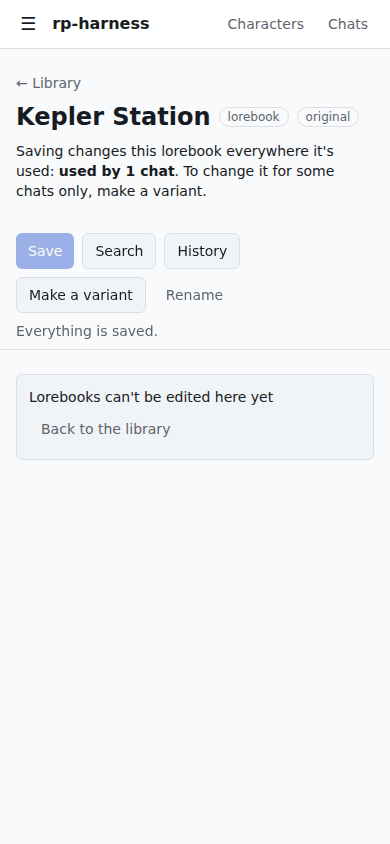 ☰ rp-harness Characters Chats
← Library
Kepler Station lorebook original
Saving changes this lorebook everywhere it's
used: used by 1 chat. To change it for some
chats only, make a variant.
Save Search History
Make a variant Rename
Everything is saved.
Lorebooks can't be edited here yet
Back to the library